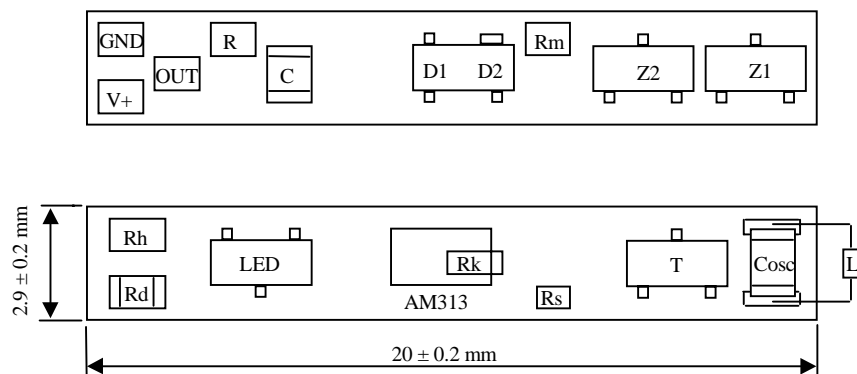 GND R Rm
OUT C D1 D2 Z2 Z1
V+
2.9 ± 0.2 mm
Rh
LED Rk T Cosc L
Rd AM313 Rs
20 ± 0.2 mm